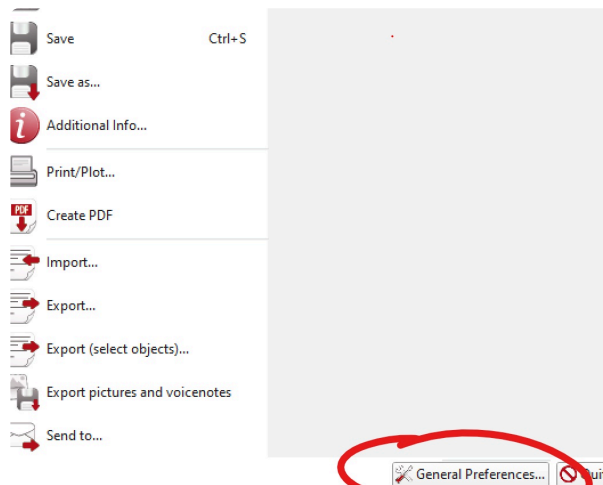 Save Ctrl+S
Save as...
Additional Info...
Print/Plot...
PDF
Create PDF
Import...
Export...
Export (select objects)...
Export pictures and voicenotes
Send to...
General Preferences...